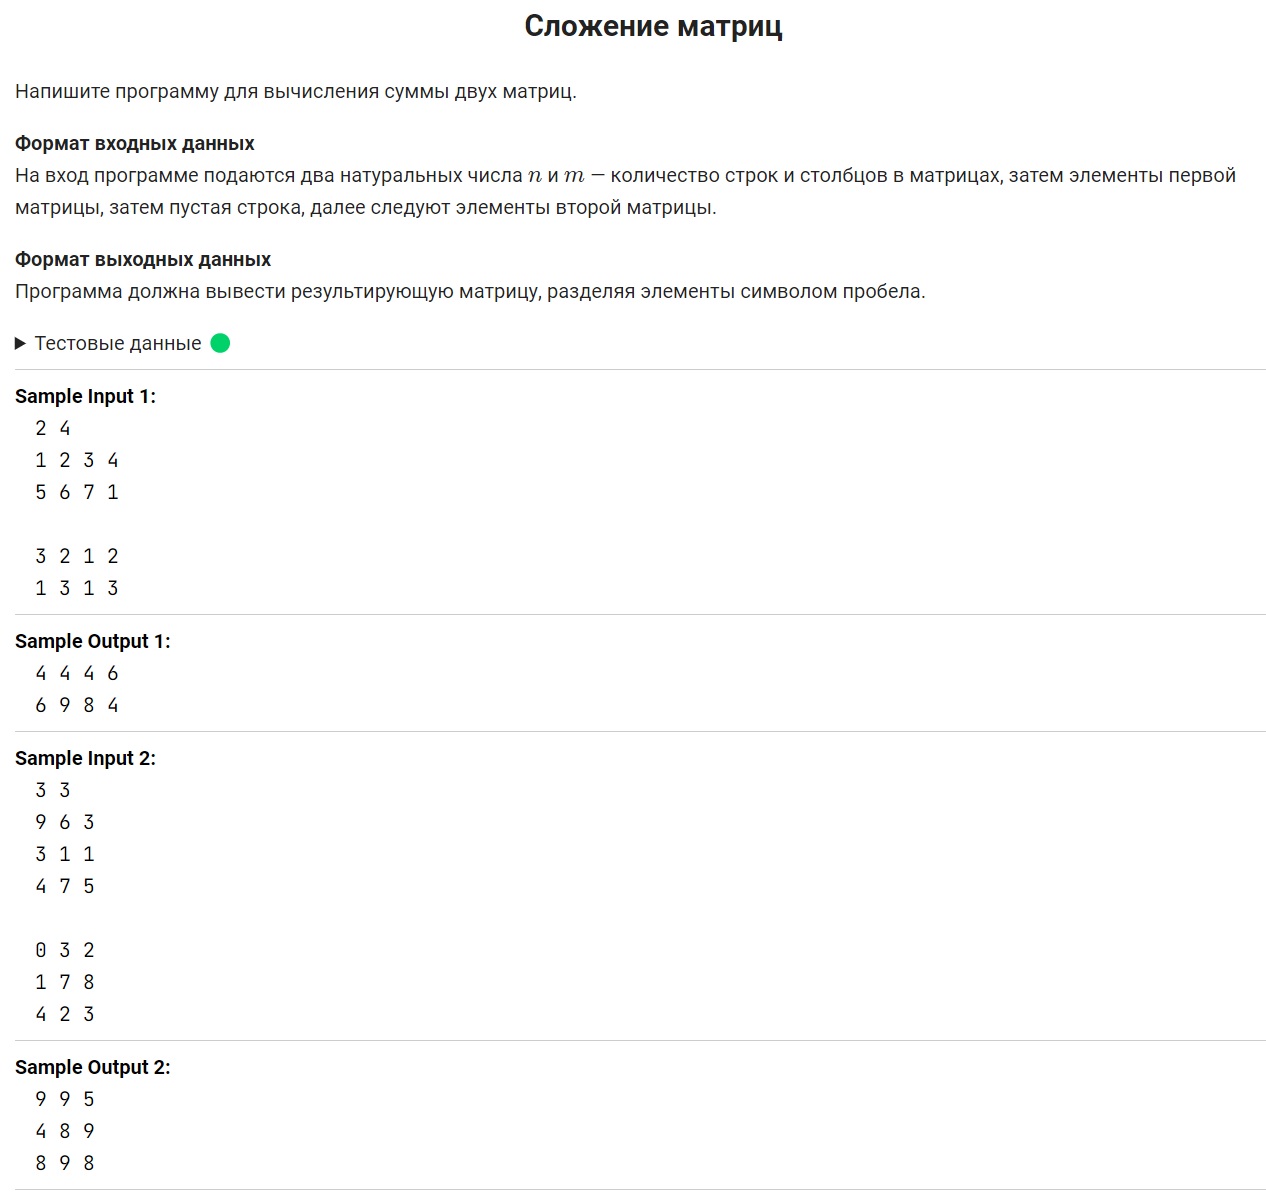 Сложение матриц
Напишите программу для вычисления суммы двух матриц.
Формат входных данных
На вход программе подаются два натуральных числа n и m — количество строк и столбцов в матрицах, затем элементы первой
матрицы, затем пустая строка, далее следуют элементы второй матрицы.
Формат выходных данных
Программа должна вывести результирующую матрицу, разделяя элементы символом пробела.
Тестовые данные
Sample Input 1:
2 4
1 2 3 4
5 6 7 1
3 2 1 2
1 3 1 3
Sample Output 1:
4 4 4 6
6 9 8 4
Sample Input 2:
3 3
9 6 3
3 1 1
4 7 5
0 3 2
1 7 8
4 2 3
Sample Output 2:
9 9 5
4 8 9
8 9 8